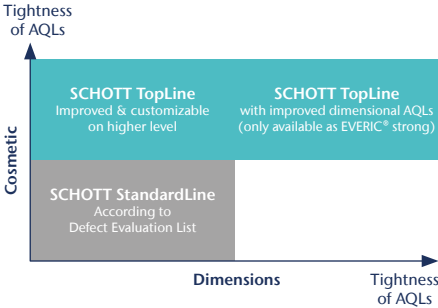 Tightness
of AQLs
SCHOTT TopLine
Improved & customizable
on higher level
SCHOTT TopLine
with improved dimensional AQLs
(only available as EVERIC® strong)
Cosmetic
SCHOTT StandardLine
According to
Defect Evaluation List
Dimensions
Tightness
of AQLs